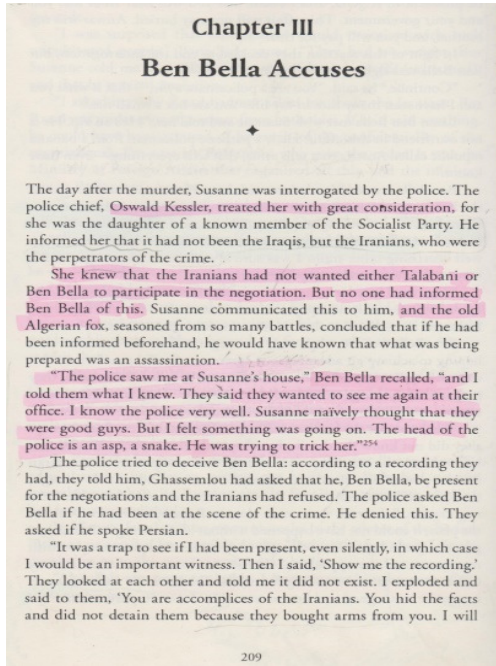 Chapter III
Ben Bella Accuses
The day after the murder, Susanne was interrogated by the police. The
police chief, Oswald Kessler, treated her with great consideration, for
she was the daughter of a known member of the Socialist Party. He
informed her that it had not been the Iraqis, but the Iranians, who were
the perpetrators of the crime.
She knew that the Iranians had not wanted either Talabani or
Ben Bella to participate in the negotiation. But no one had informed
Ben Bella of this. Susanne communicated this to him, and the old
Algerian fox, seasoned from so many battles, concluded that if he had
been informed beforehand, he would have known that what was being
prepared was an assassination.
"The police saw me at Susanne's house," Ben Bella recalled, "and I
told them what I knew. They said they wanted to see me again at their
office. I know the police very well. Susanne naïvely thought that they
were good guys. But I felt something was going on. The head of the
police is an asp, a snake. He was trying to trick her."254
The police tried to deceive Ben Bella: according to a recording they
had, they told him, Ghassemlou had asked that he, Ben Bella, be present
for the negotiations and the Iranians had refused. The police asked Ben
Bella if he had been at the scene of the crime. He denied this. They
asked if he spoke Persian.
"It was a trap to see if I had been present, even silently, in which case
I would be an important witness. Then I said, 'Show me the recording.'
They looked at each other and told me it did not exist. I exploded and
said to them, 'You are accomplices of the Iranians. You hid the facts
and did not detain them because they bought arms from you. I will
209